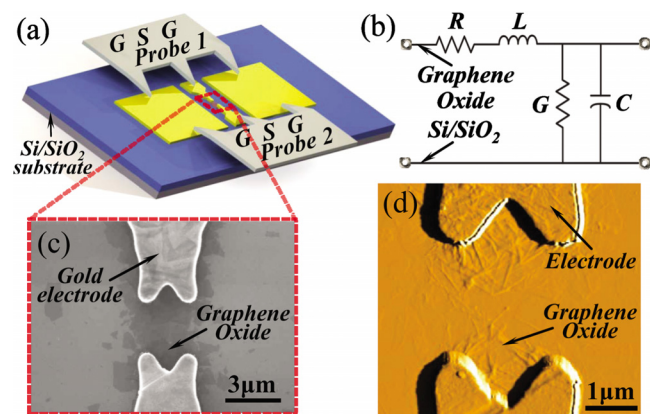 (a)
G S G
Probe 1
G S G
Probe 2
Si/SiO2
substrate
(b)
R
L
Graphene
Oxide
Si/SiO2
G
C
(c)
Gold
electrode
Graphene
Oxide
3μm
(d)
Electrode
Graphene
Oxide
1μm